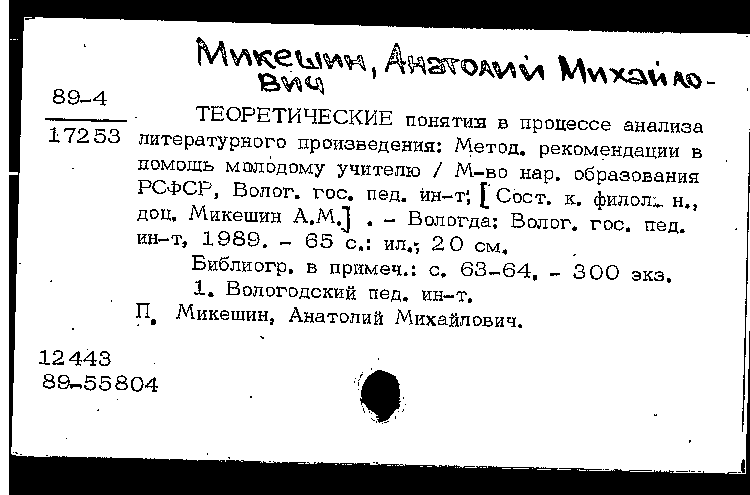 Микешин, Анатолий Михайло-
вич
89-4
17253
ТЕОРЕТИЧЕСКИЕ понятия в процессе анализа
литературного произведения: Метод. рекомендации в
помощь молодому учителю / М-во нар. образования
РСФСР, Волог. гос. пед. ин-т; [Сост. к. филол. н.,
доц. Микешин А.М.] . - Вологда: Волог. гос. пед.
ин-т, 1989. - 65 с.: ил.; 20 см.
Библиогр. в примеч.: с. 63-64. - 300 экз.
1. Вологодский пед. ин-т.
П. Микешин, Анатолий Михайлович.
12443
89-55804